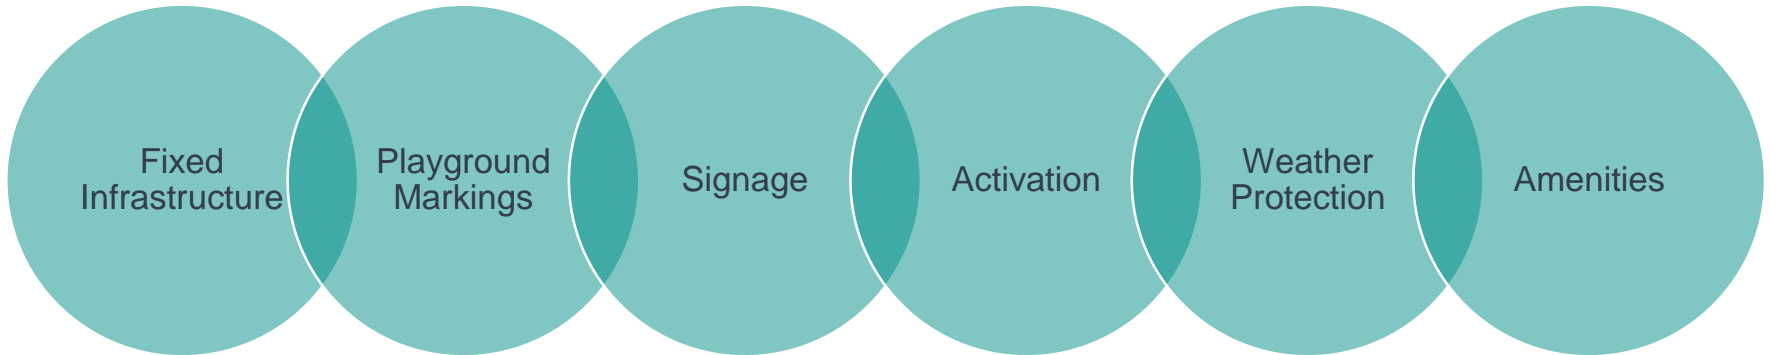 Fixed
Infrastructure
Playground
Markings
Signage
Activation
Weather
Protection
Amenities